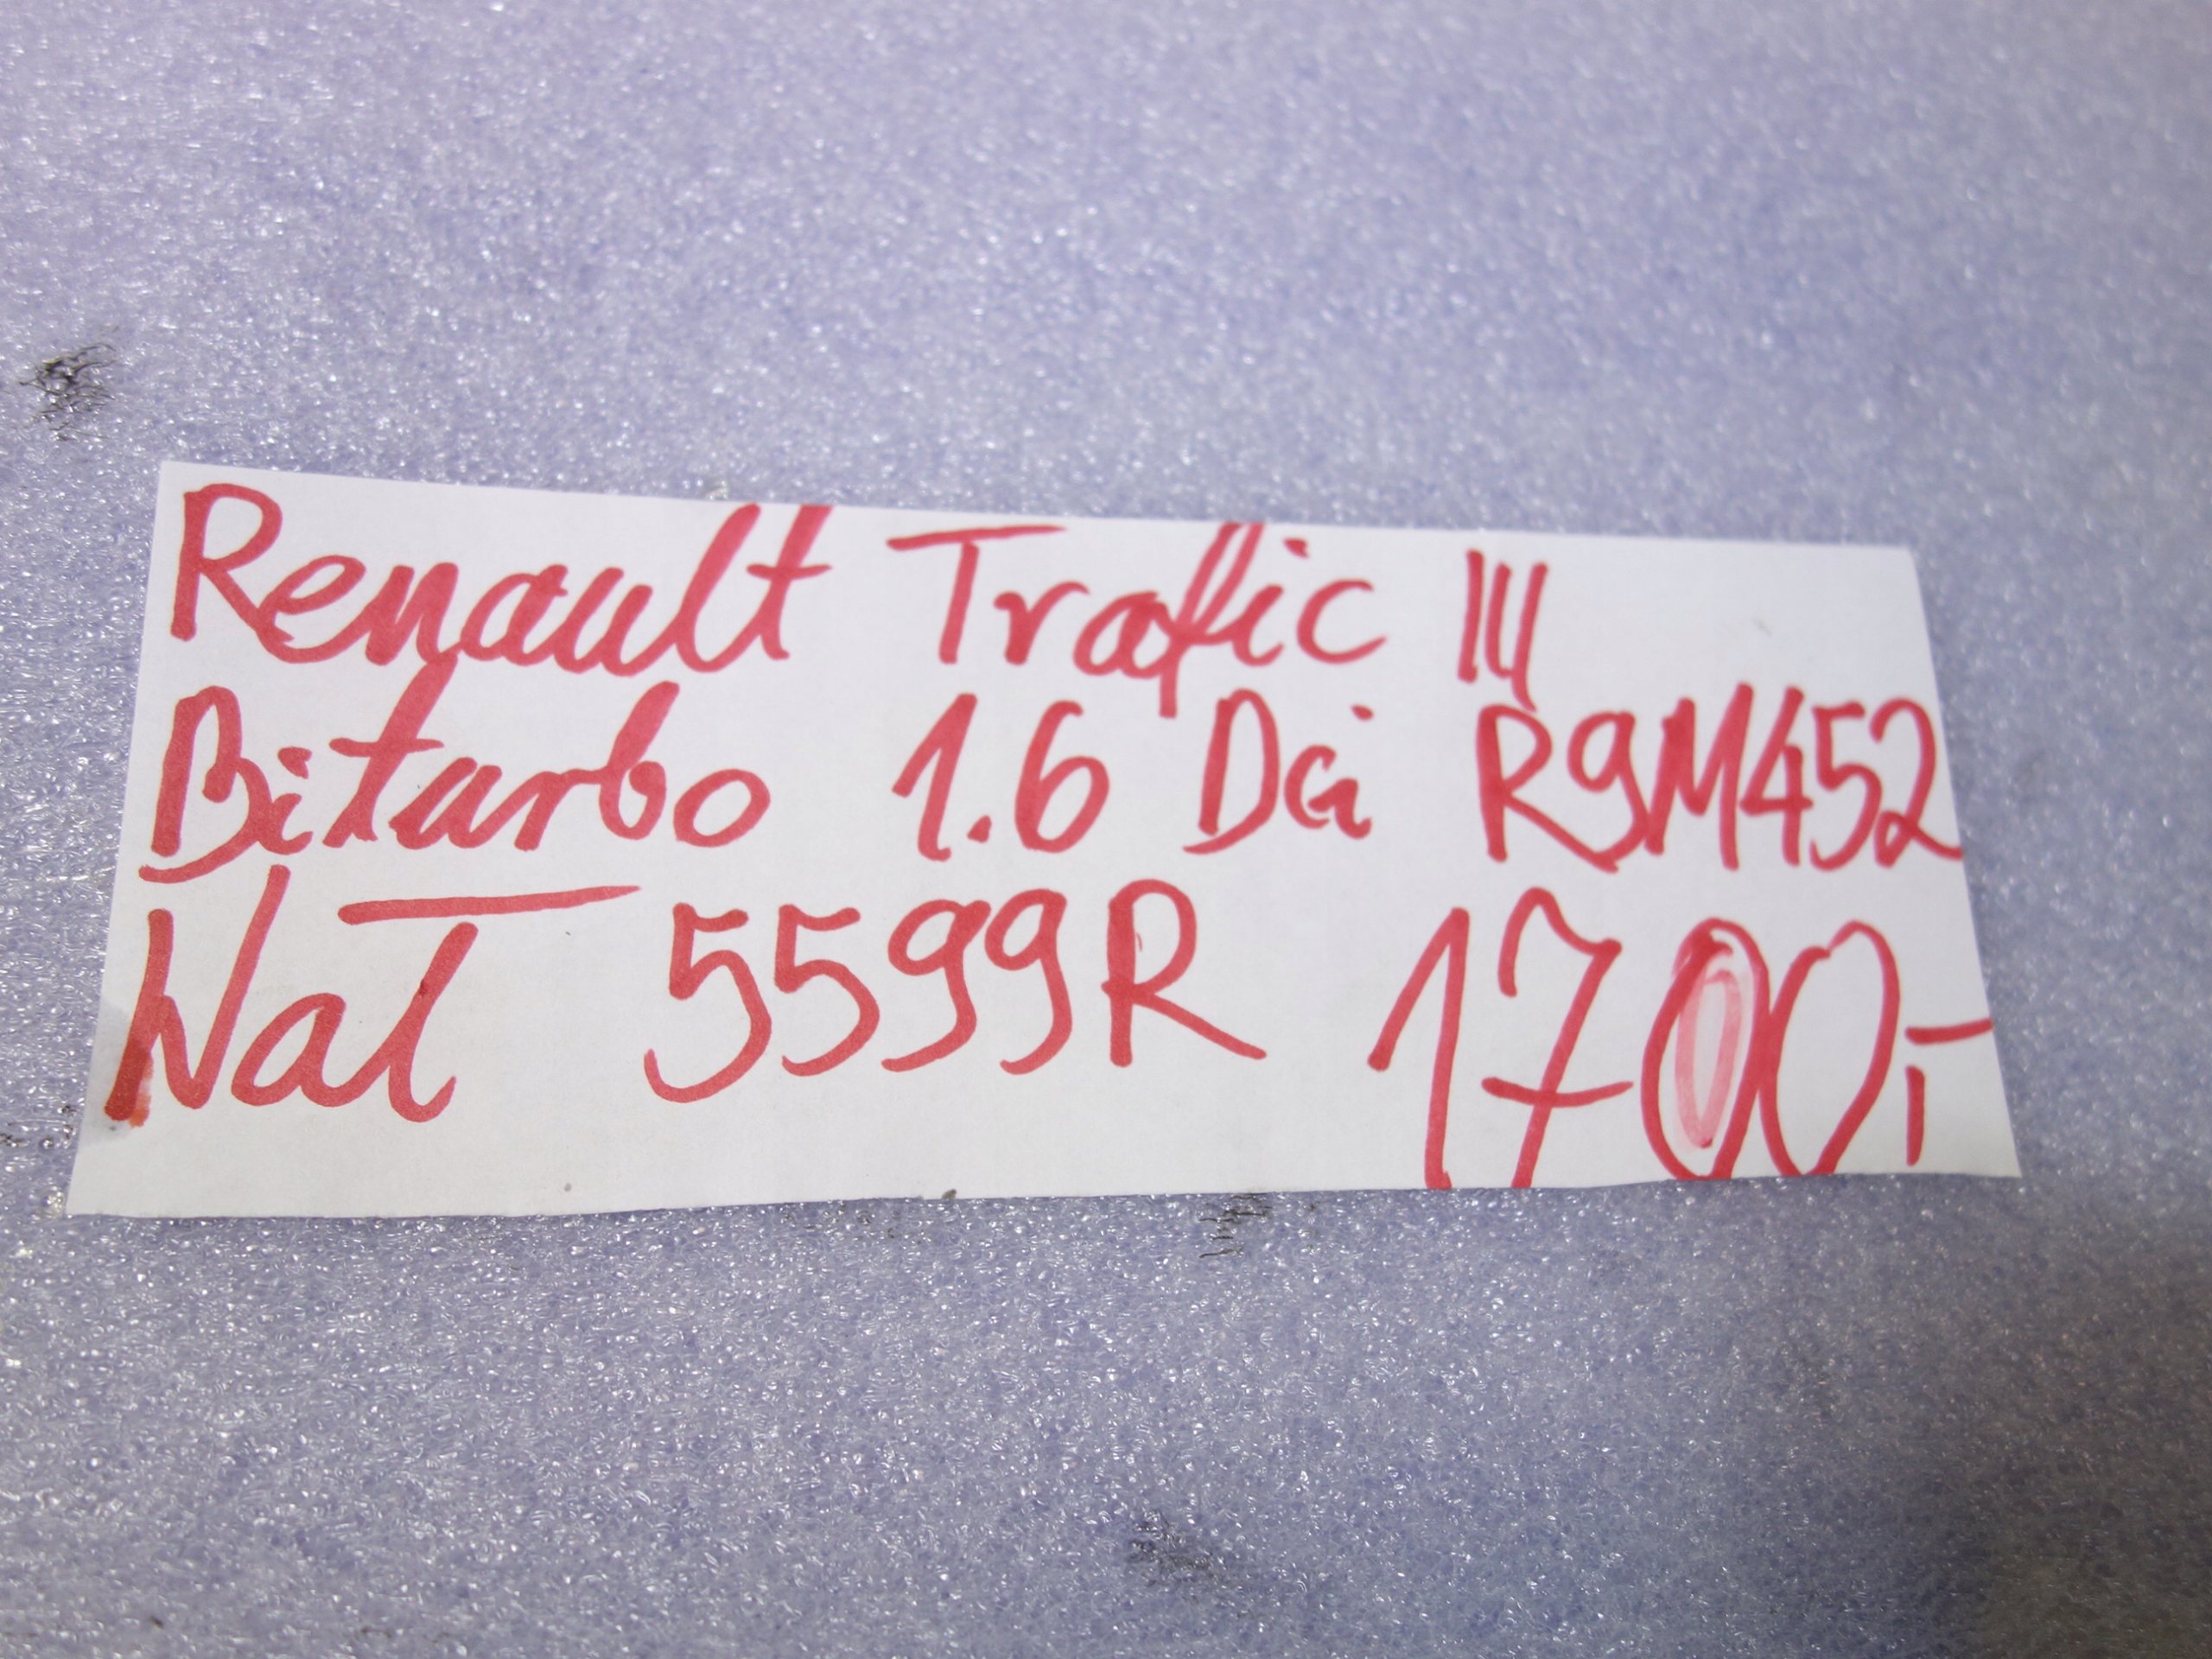 Renault Trafic III
Biturbo 1.6 Dci R9M452
Nat 5599R 1700,-